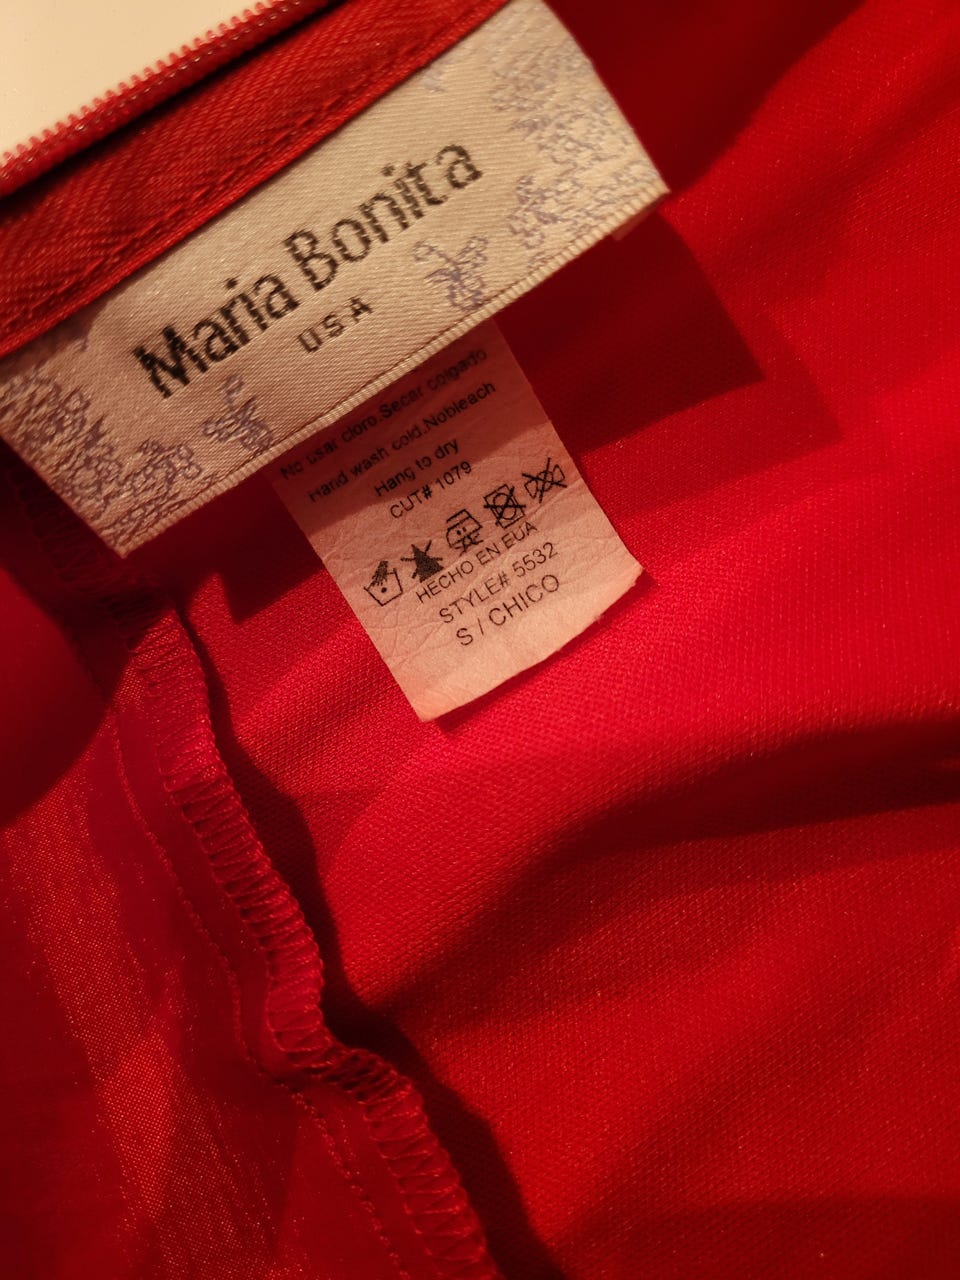 Maria Bonita
USA
No usar cloro.Secar colgado
Hand wash cold.Nobleach
Hang to dry
CUT# 1079
HECHO EN EUA
STYLE# 5532
S / CHICO